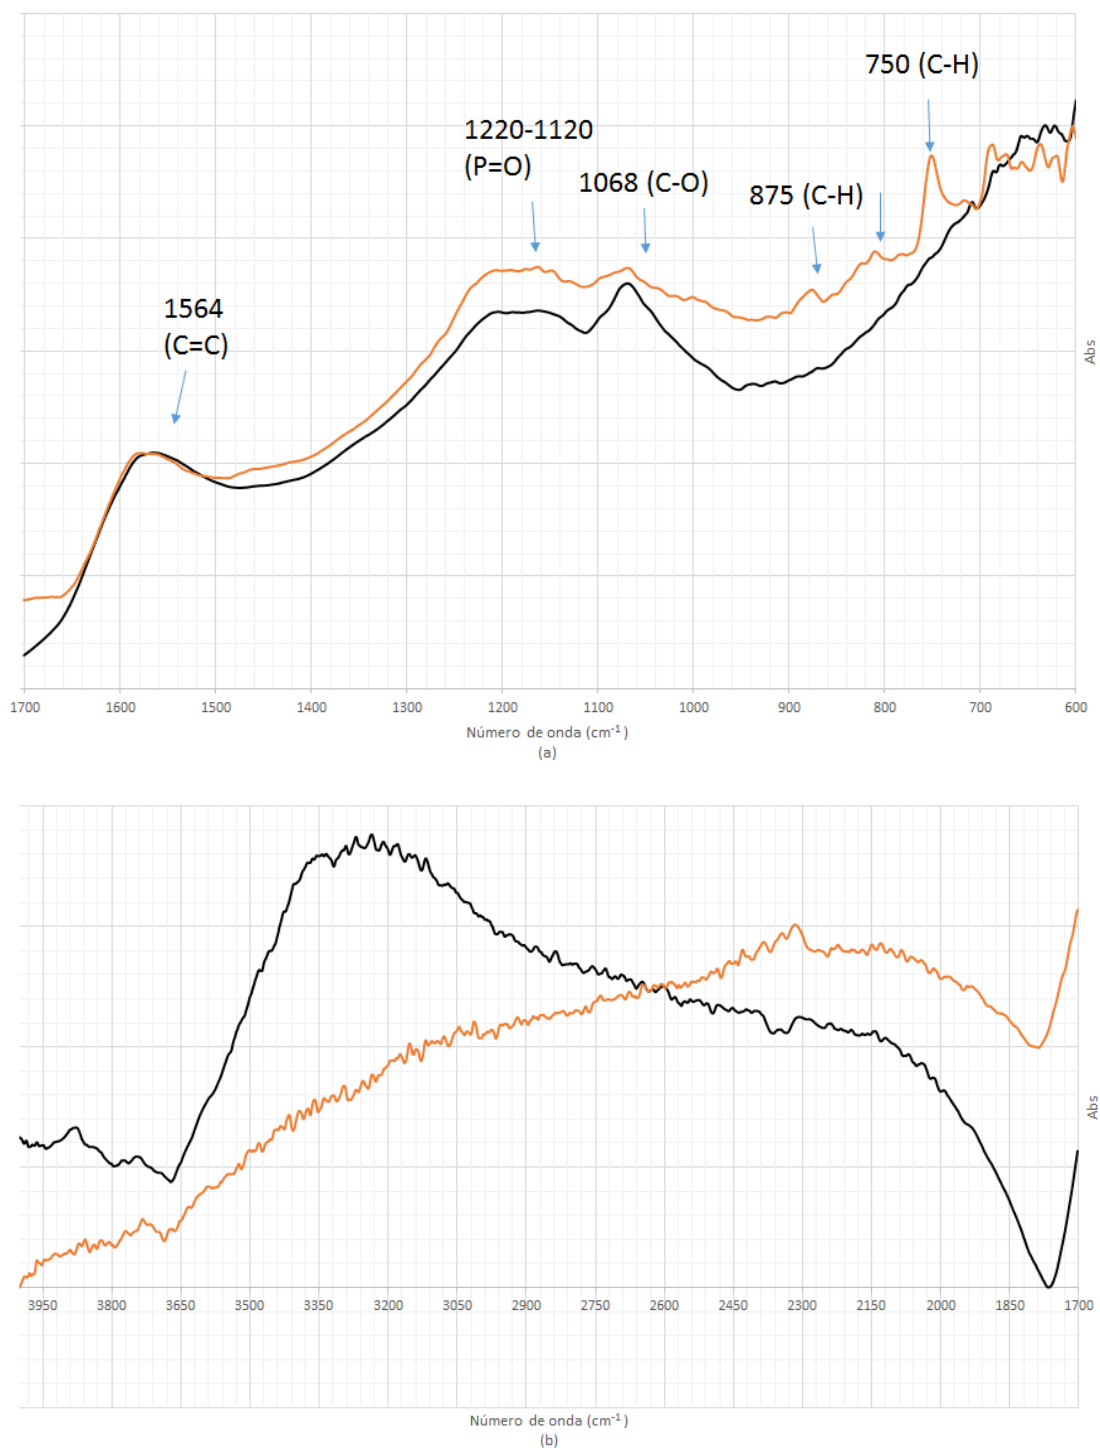 750 (C-H)
1220-1120
(P=O)
1068 (C-O)
875 (C-H)
1564
(C=C)
Abs
1700 1600 1500 1400 1300 1200 1100 1000 900 800 700 600
Número de onda (cm⁻¹)
(a)
Abs
3950 3800 3650 3500 3350 3200 3050 2900 2750 2600 2450 2300 2150 2000 1850 1700
Número de onda (cm⁻¹)
(b)